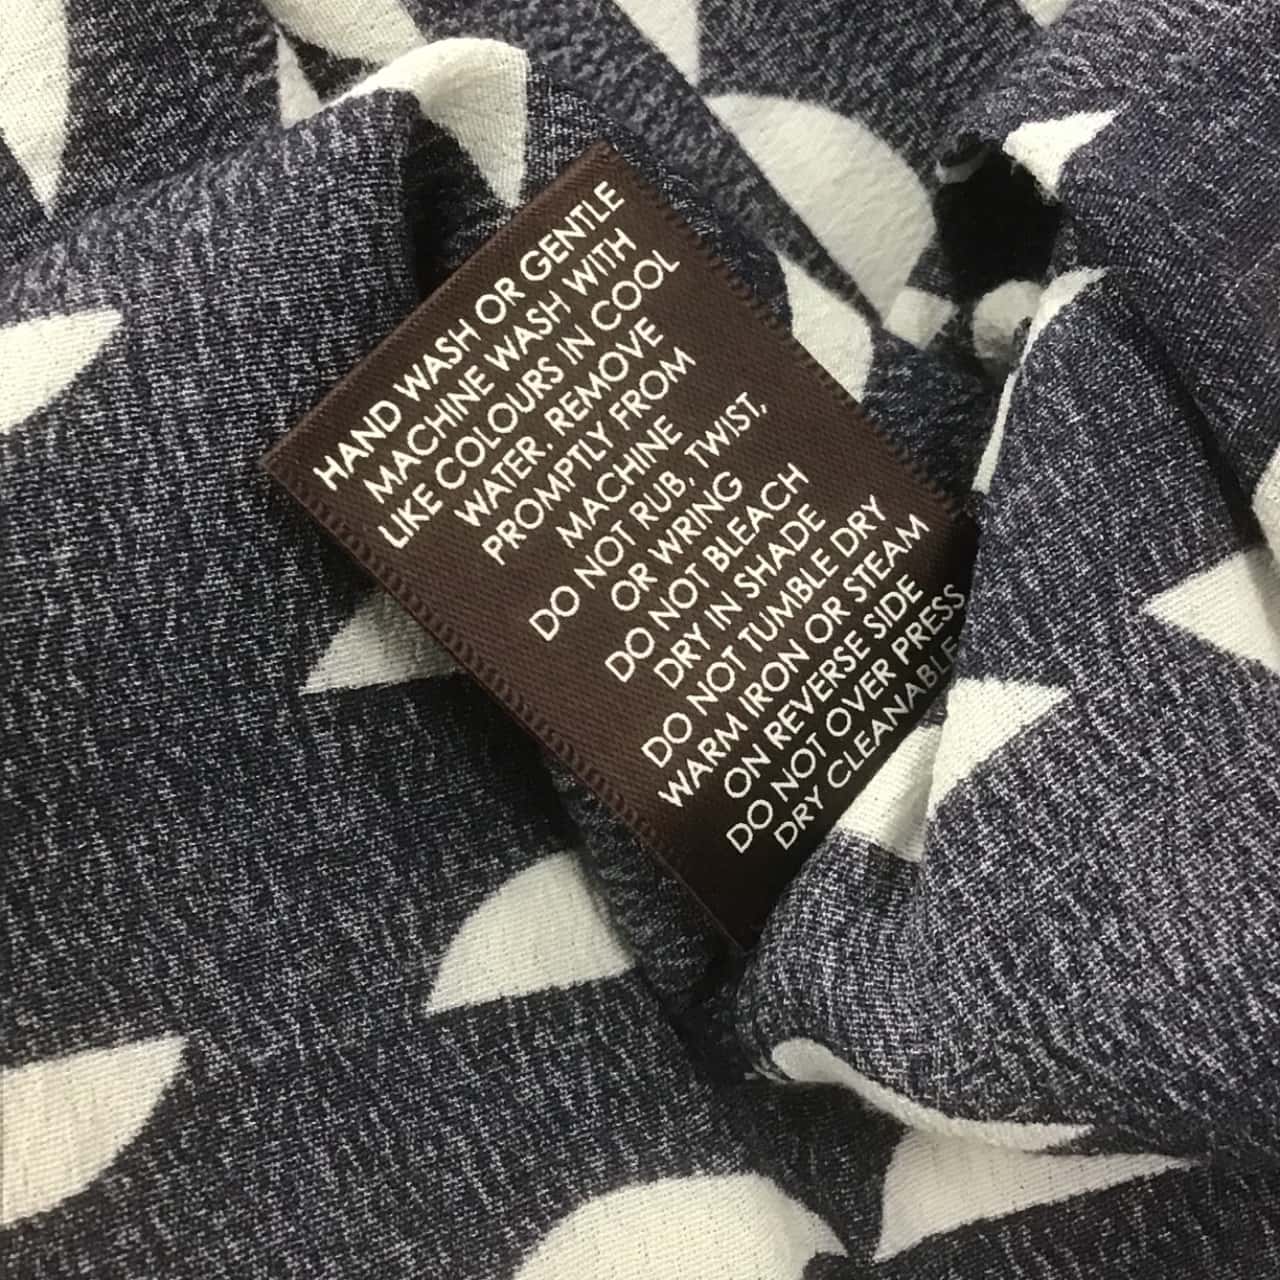 HAND WASH OR GENTLE
MACHINE WASH WITH
LIKE COLOURS IN COOL
WATER. REMOVE
PROMPTLY FROM
MACHINE
DO NOT RUB, TWIST,
OR WRING
DO NOT BLEACH
DRY IN SHADE
DO NOT TUMBLE DRY
WARM IRON OR STEAM
ON REVERSE SIDE
DO NOT OVER PRESS
DRY CLEANABLE